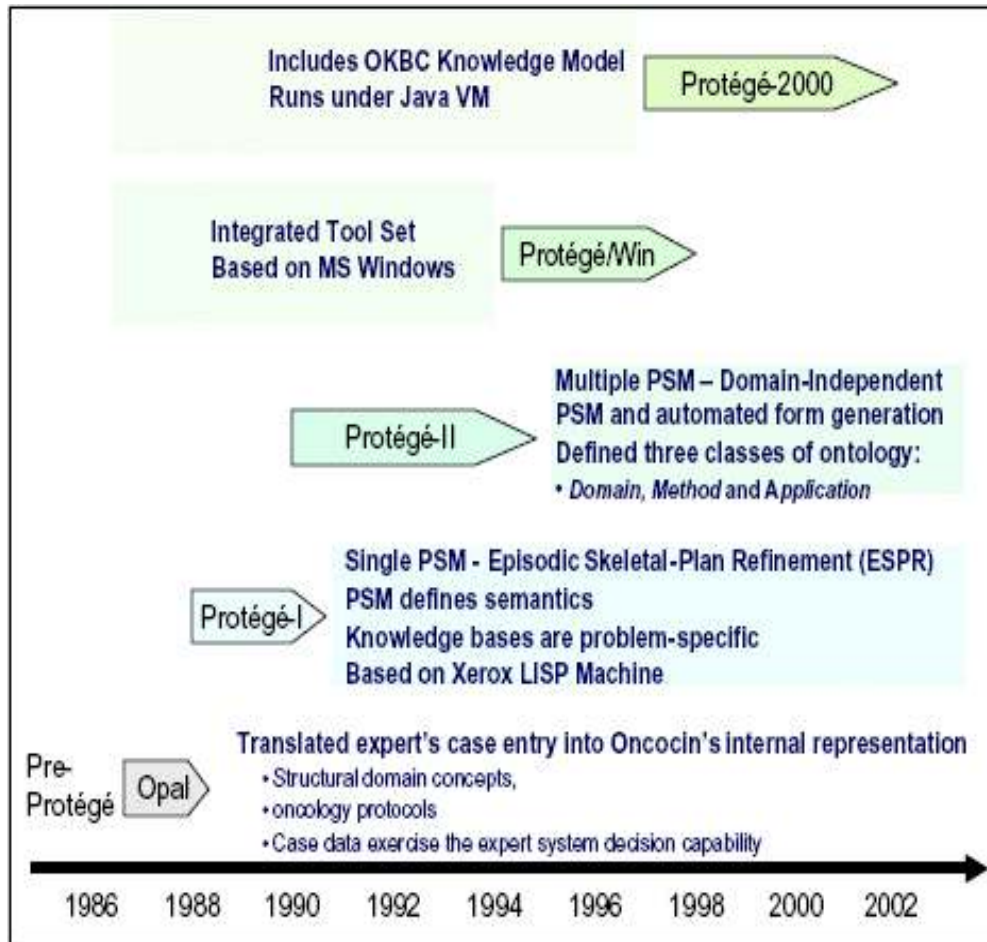 Includes OKBC Knowledge Model
Runs under Java VM
Protégé-2000
Integrated Tool Set
Based on MS Windows
Protégé/Win
Multiple PSM – Domain-Independent
PSM and automated form generation
Defined three classes of ontology:
• Domain, Method and Application
Protégé-II
Single PSM - Episodic Skeletal-Plan Refinement (ESPR)
PSM defines semantics
Knowledge bases are problem-specific
Based on Xerox LISP Machine
Protégé-I
Translated expert's case entry into Oncocin's internal representation
• Structural domain concepts,
• oncology protocols
• Case data exercise the expert system decision capability
Pre-
Protégé
Opal
1986 1988 1990 1992 1994 1996 1998 2000 2002